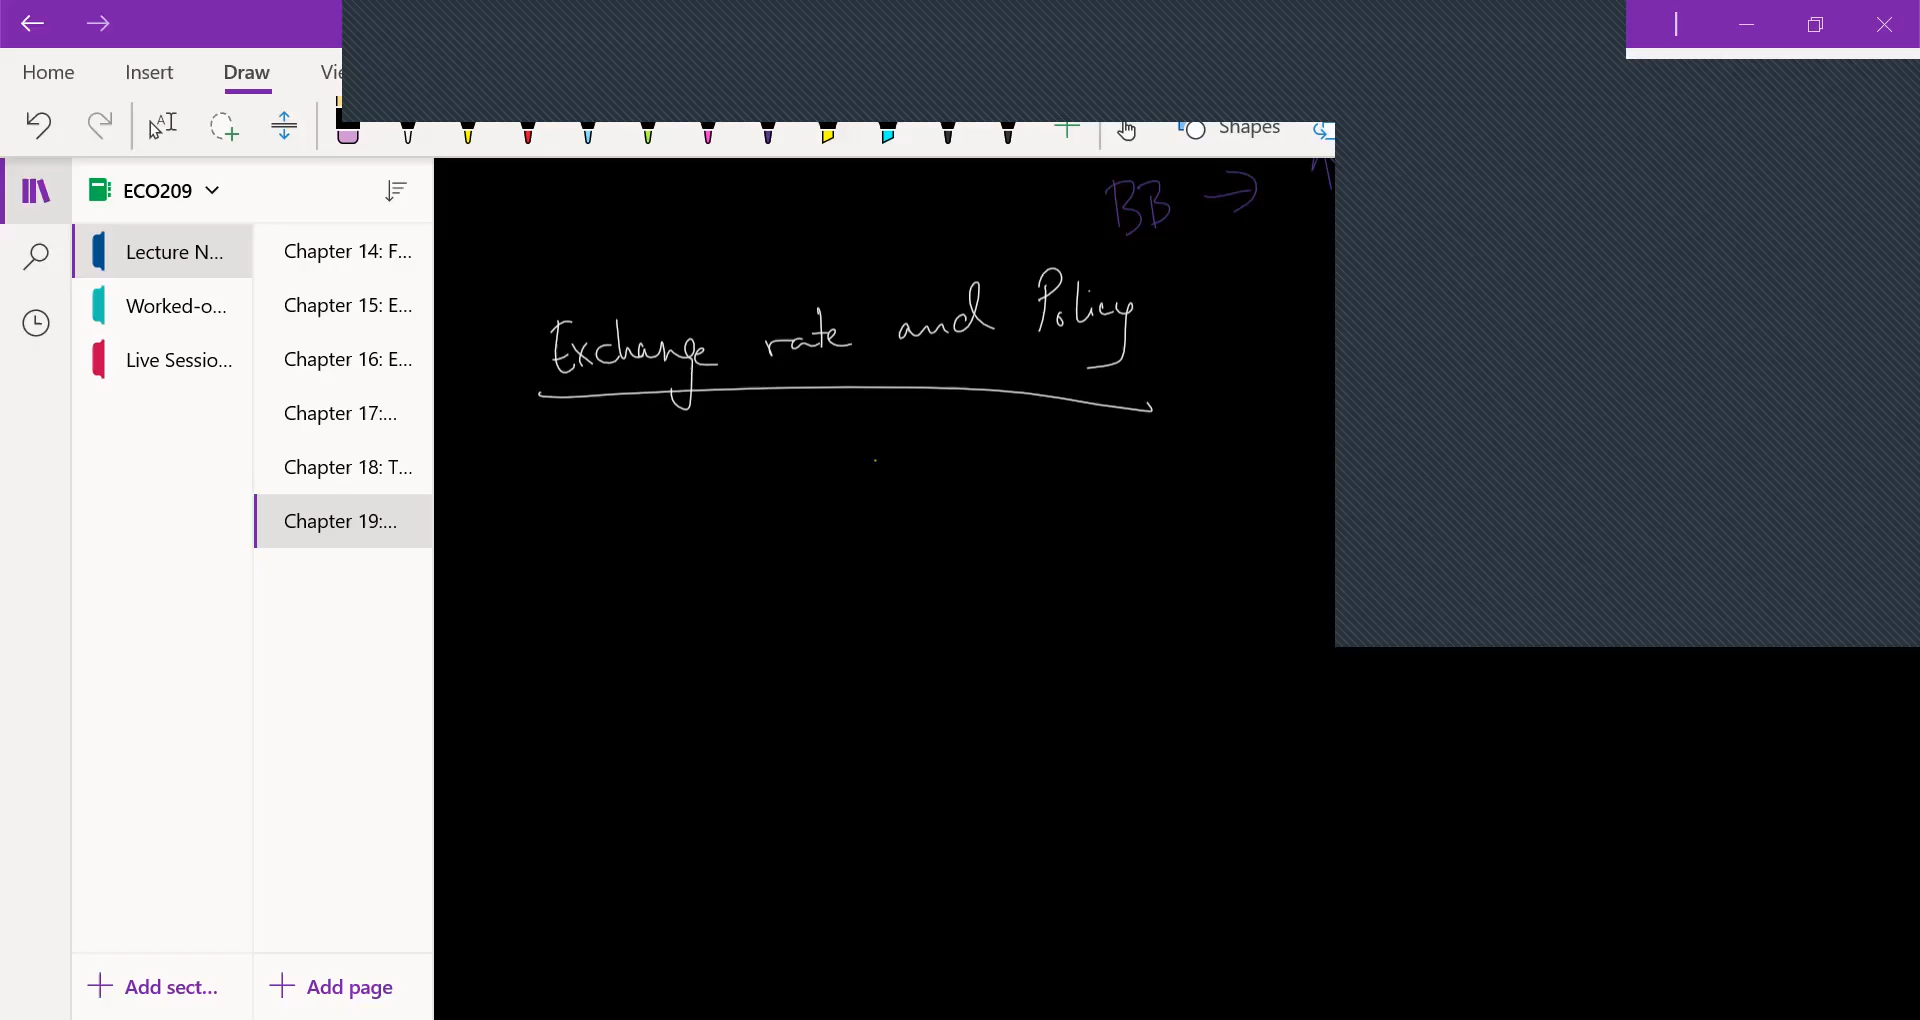 Home Insert Draw Vie
Shapes
ECO209
Lecture N...
Worked-o...
Live Sessio...
Chapter 14: F...
Chapter 15: E...
Chapter 16: E...
Chapter 17:...
Chapter 18: T...
Chapter 19:...
BB →
Exchange rate and Policy
Add sect...
Add page